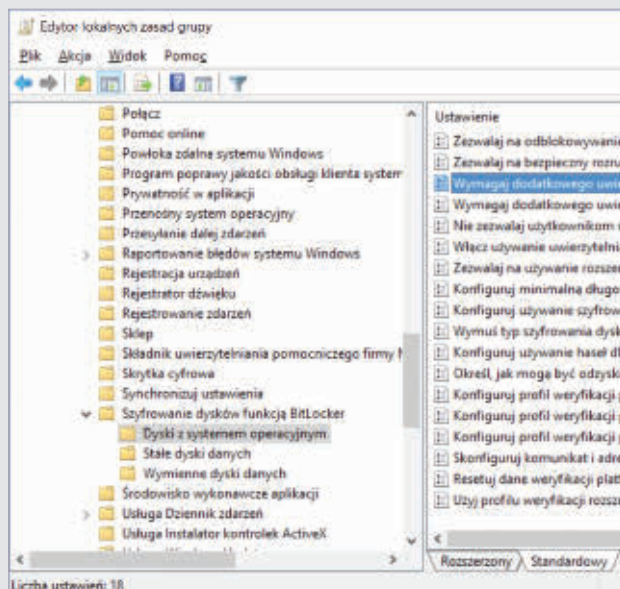 Edytor lokalnych zasad grupy
Plik Akcja Widok Pomoc
Połącz
Pomoc online
Powłoka zdalna systemu Windows
Program poprawy jakości obsługi klienta system
Prywatność w aplikacji
Przenośny system operacyjny
Przesyłanie dalej zdarzeń
Raportowanie błędów systemu Windows
Rejestracja urządzeń
Rejestrator dźwięku
Rejestrowanie zdarzeń
Sklep
Składnik uwierzytelniania pomocniczego firmy
Skrytka cyfrowa
Synchronizuj ustawienia
Szyfrowanie dysków funkcją BitLocker
Dyski z systemem operacyjnym
Stałe dyski danych
Wymienne dyski danych
Środowisko wykonawcze aplikacji
Usługa Dziennik zdarzeń
Usługa Instalator kontrolek ActiveX
Ustawienie
Zezwalaj na odblokowywanie
Zezwalaj na bezpieczny rozru
Wymagaj dodatkowego uwie
Wymagaj dodatkowego uwie
Nie zezwalaj użytkownikom
Włącz używanie uwierzytelnia
Zezwalaj na używanie rozszer
Konfiguruj minimalną długo
Konfiguruj używanie szyfrow
Wymuś typ szyfrowania dysk
Konfiguruj używanie haseł dl
Określ, jak mogą być odzysk
Konfiguruj profil weryfikacji
Konfiguruj profil weryfikacji
Konfiguruj profil weryfikacji
Skonfiguruj komunikat i adre
Resetuj dane weryfikacji plat
Użyj profilu weryfikacji rozsz
Rozszerzony Standardowy
Liczba ustawień: 18